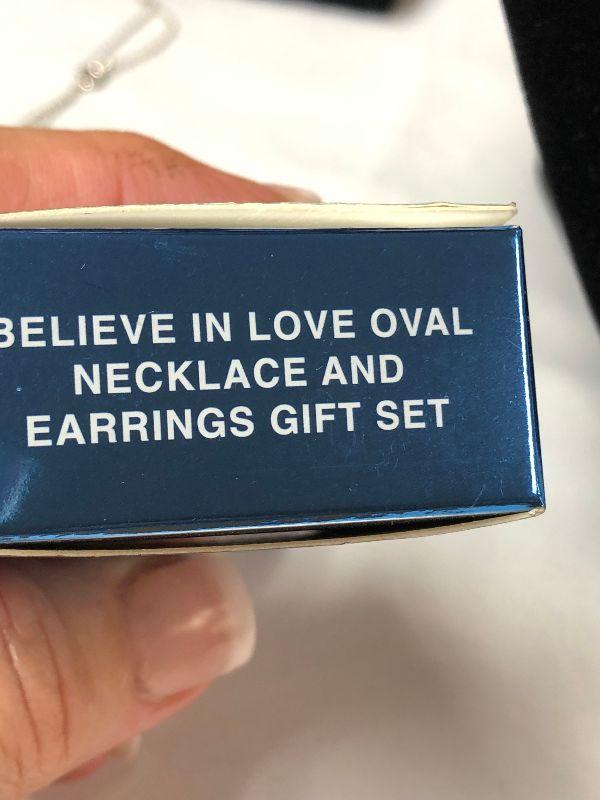 BELIEVE IN LOVE OVAL
NECKLACE AND
EARRINGS GIFT SET